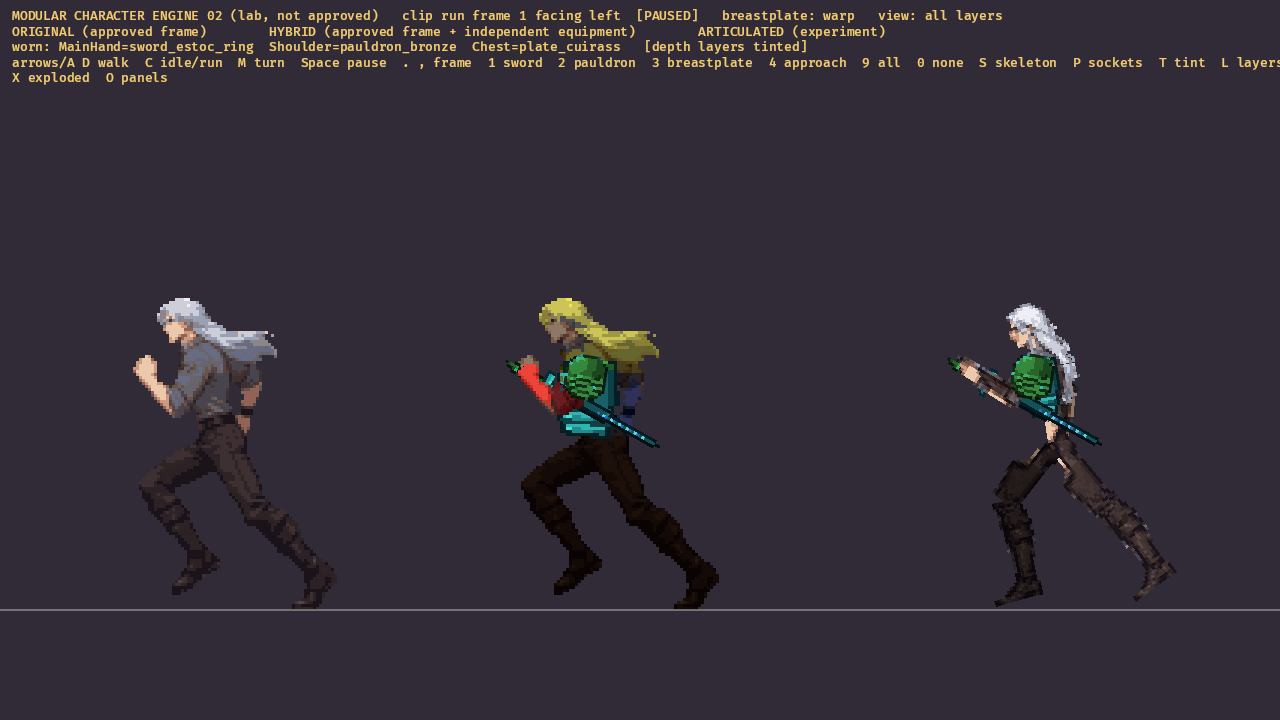 MODULAR CHARACTER ENGINE 02 (lab, not approved)   clip run frame 1 facing left  [PAUSED]   breastplate: warp   view: all layers
ORIGINAL (approved frame)        HYBRID (approved frame + independent equipment)        ARTICULATED (experiment)
worn: MainHand=sword_estoc_ring  Shoulder=pauldron_bronze  Chest=plate_cuirass   [depth layers tinted]
arrows/A D walk  C idle/run  M turn  Space pause  . , frame  1 sword  2 pauldron  3 breastplate  4 approach  9 all  0 none  S skeleton  P sockets  T tint  L layers
X exploded  O panels